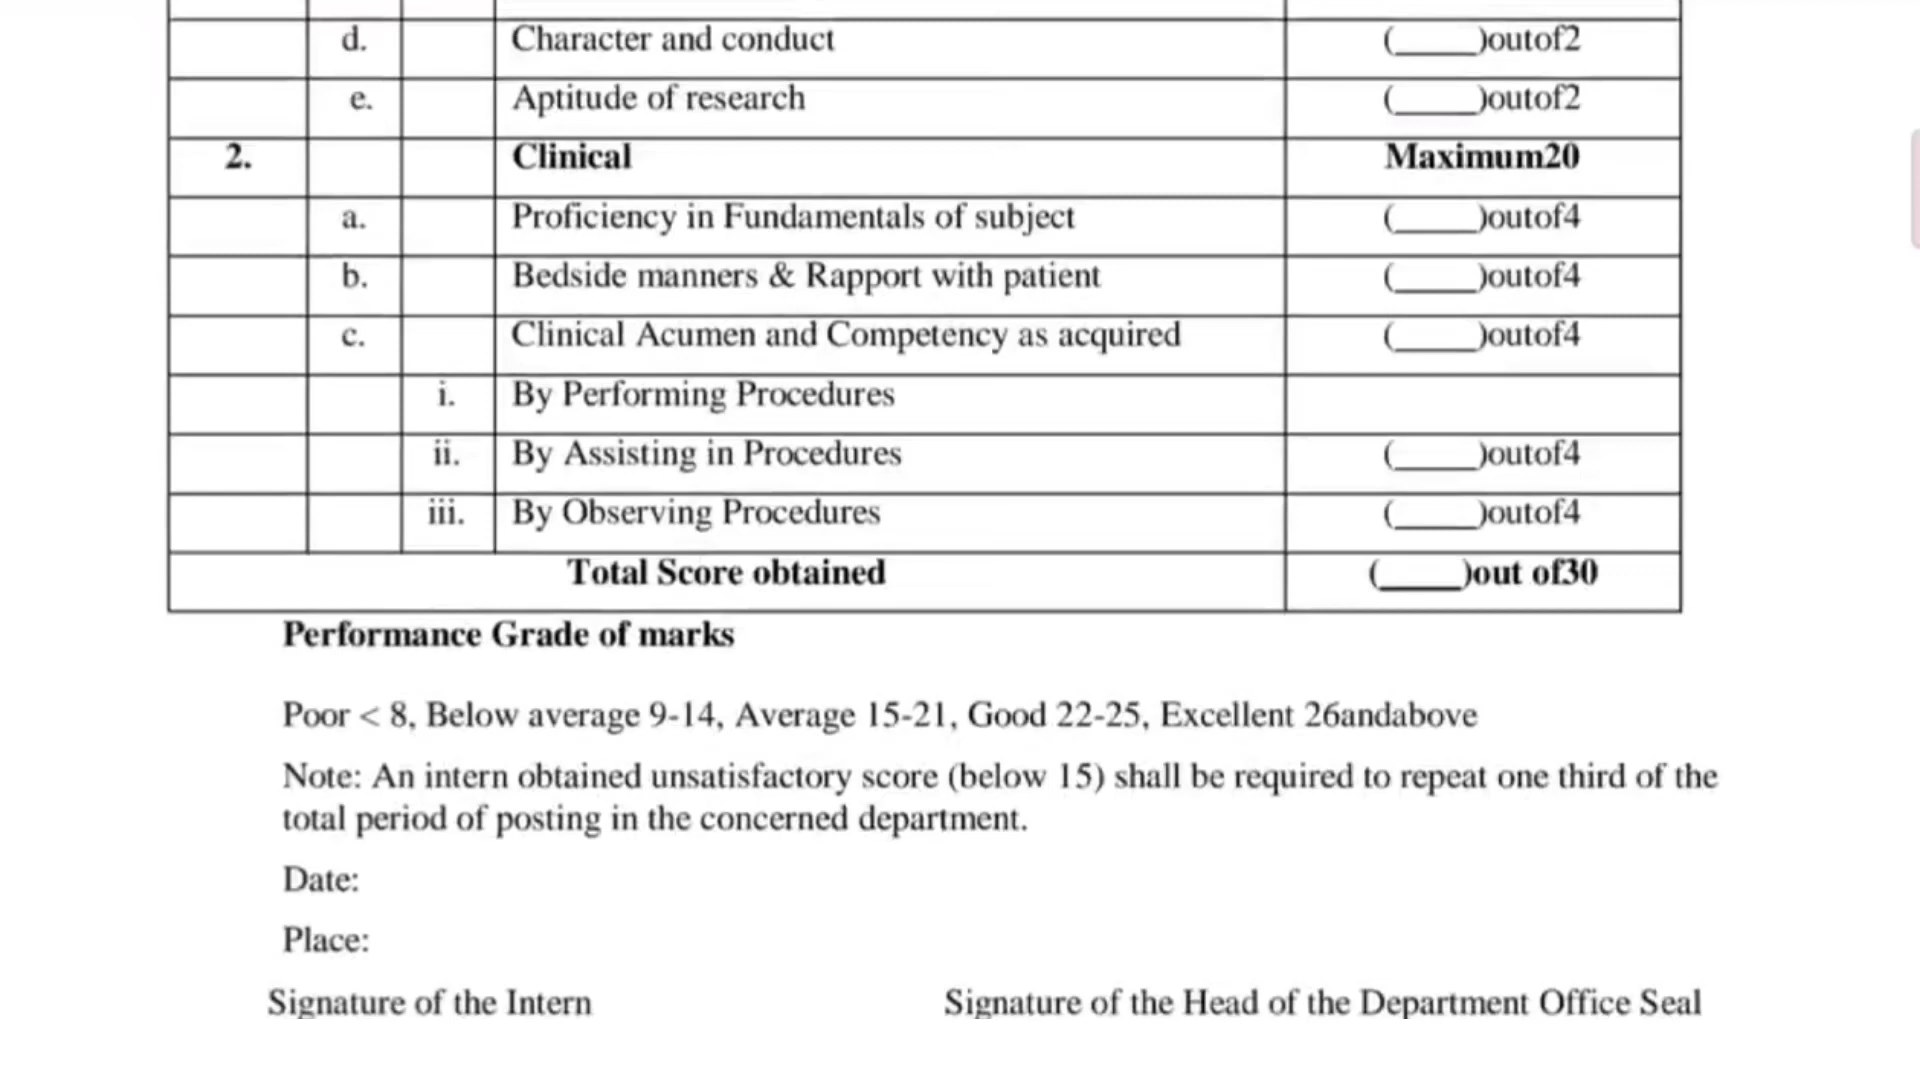 d. Character and conduct (____)outof2
e. Aptitude of research (____)outof2
2. Clinical Maximum20
a. Proficiency in Fundamentals of subject (____)outof4
b. Bedside manners & Rapport with patient (____)outof4
c. Clinical Acumen and Competency as acquired (____)outof4
i. By Performing Procedures
ii. By Assisting in Procedures (____)outof4
iii. By Observing Procedures (____)outof4
Total Score obtained (____)out of30
Performance Grade of marks
Poor < 8, Below average 9-14, Average 15-21, Good 22-25, Excellent 26andabove
Note: An intern obtained unsatisfactory score (below 15) shall be required to repeat one third of the
total period of posting in the concerned department.
Date:
Place:
Signature of the Intern Signature of the Head of the Department Office Seal